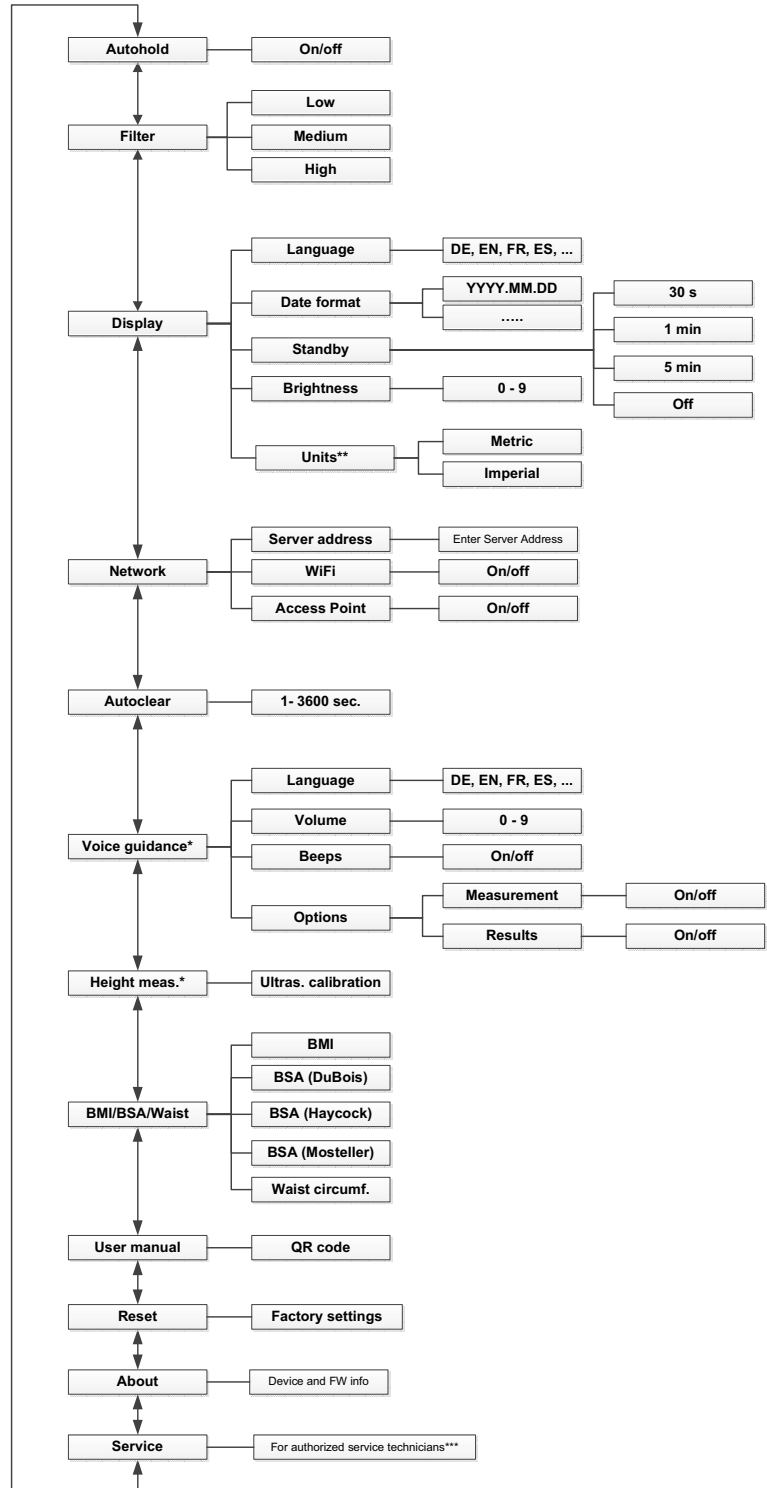 Autohold
On/off
Filter
Low
Medium
High
Display
Language
DE, EN, FR, ES, ...
Date format
YYYY.MM.DD
.....
Standby
30 s
1 min
5 min
Off
Brightness
0 - 9
Units**
Metric
Imperial
Network
Server address
Enter Server Address
WiFi
On/off
Access Point
On/off
Autoclear
1- 3600 sec.
Voice guidance*
Language
DE, EN, FR, ES, ...
Volume
0 - 9
Beeps
On/off
Options
Measurement
On/off
Results
On/off
Height meas.*
Ultras. calibration
BMI/BSA/Waist
BMI
BSA (DuBois)
BSA (Haycock)
BSA (Mosteller)
Waist circumf.
User manual
QR code
Reset
Factory settings
About
Device and FW info
Service
For authorized service technicians***